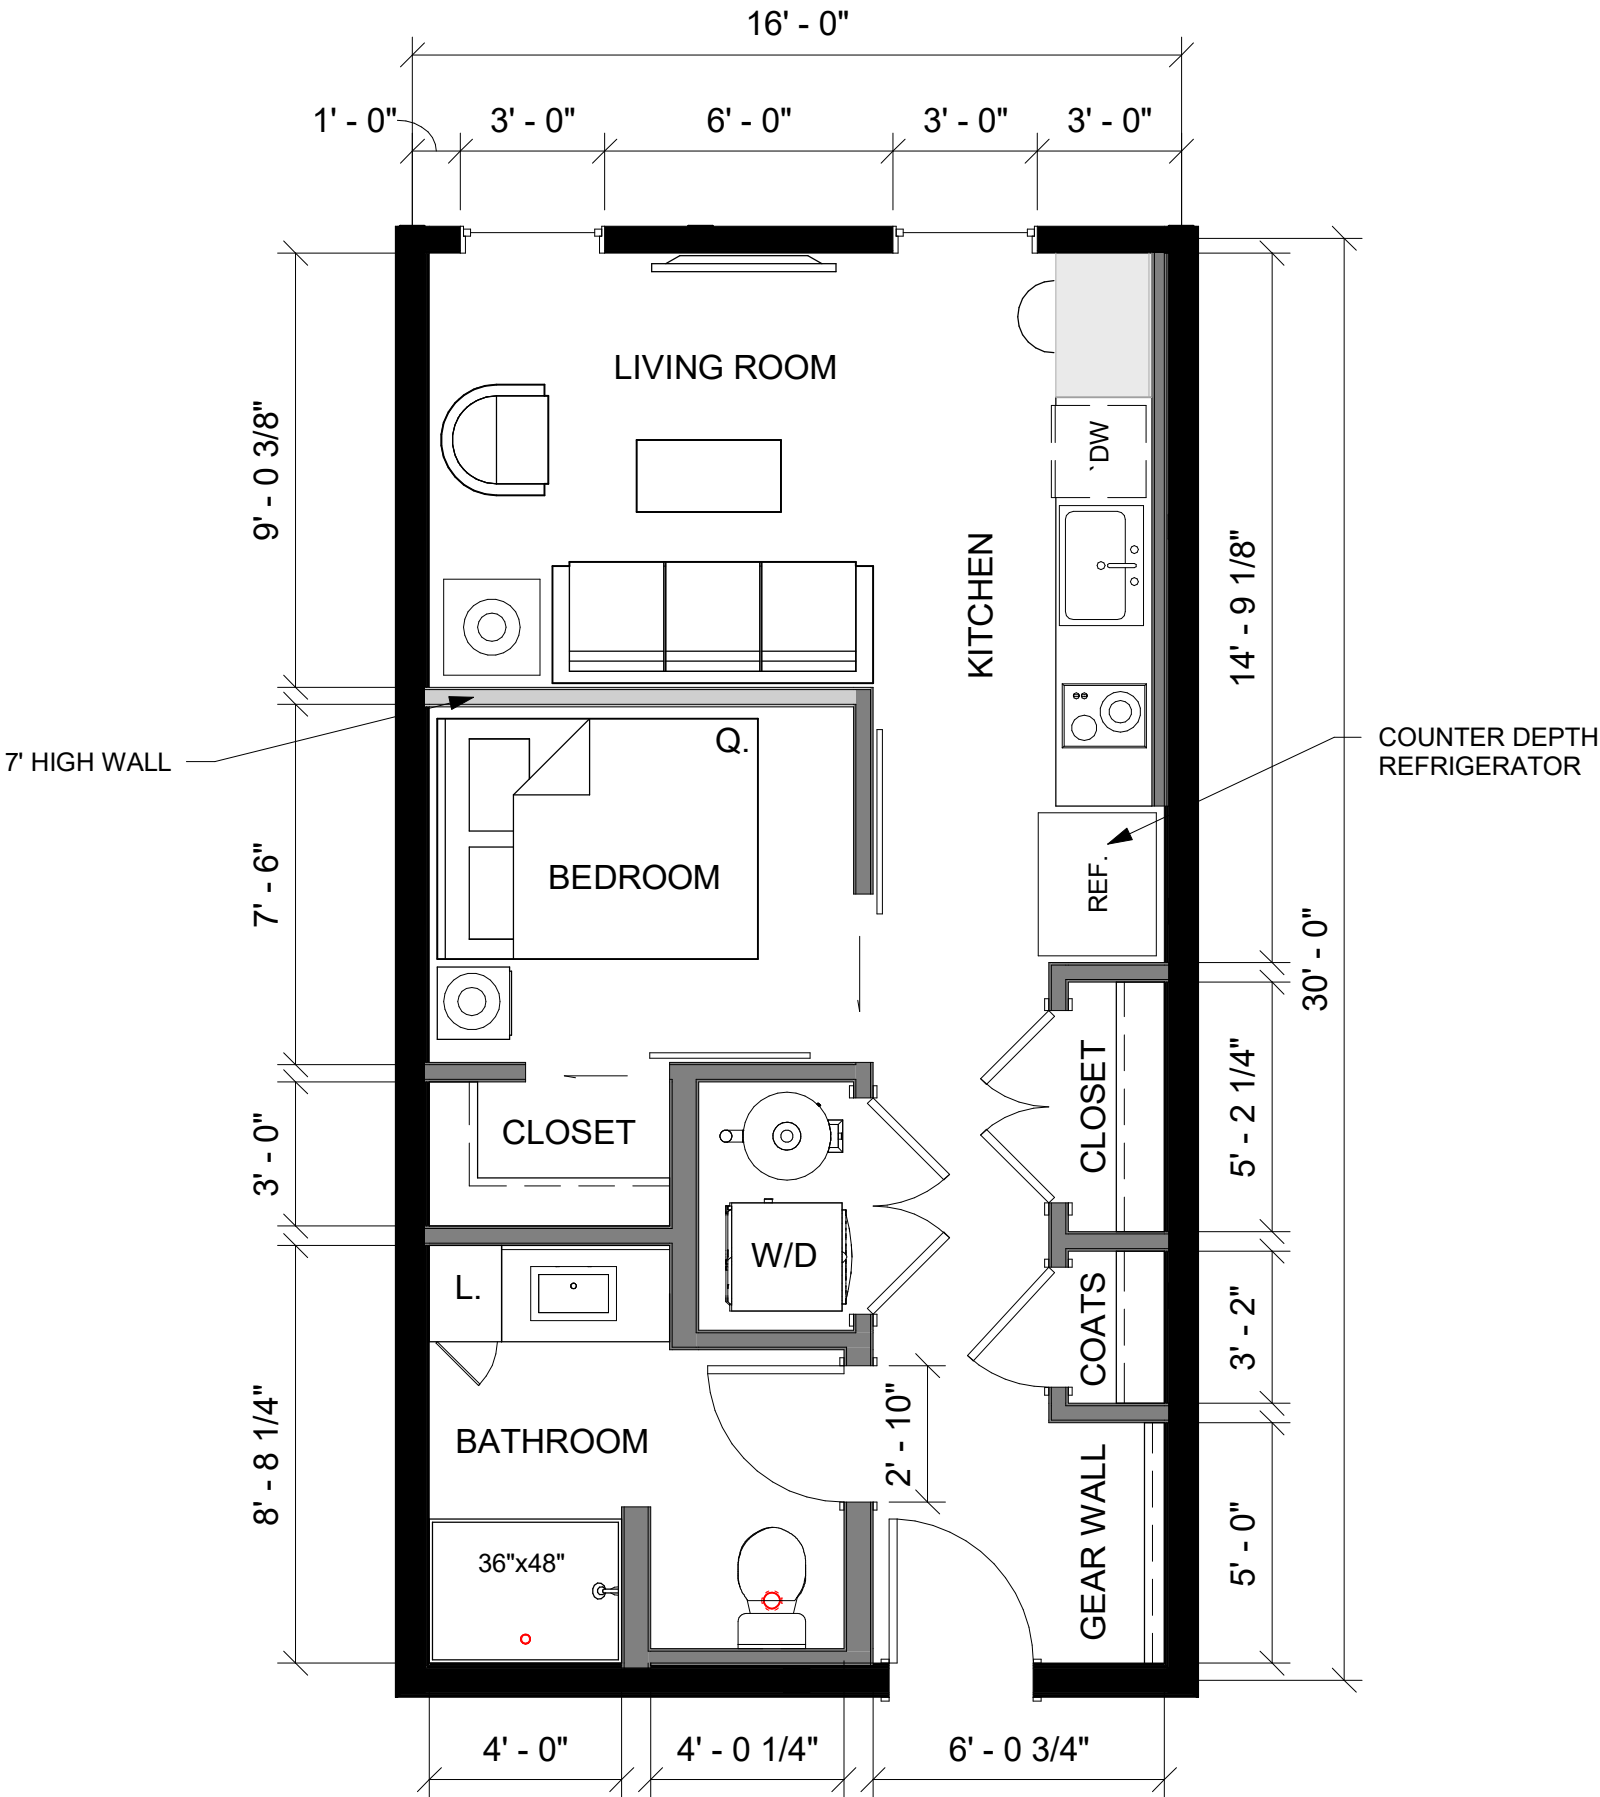 16' - 0"
1' - 0"
3' - 0"
6' - 0"
3' - 0"
3' - 0"
LIVING ROOM
9' - 0 3/8"
`DW
KITCHEN
14' - 9 1/8"
7' HIGH WALL
Q.
COUNTER DEPTH
REFRIGERATOR
7' - 6"
BEDROOM
REF.
30' - 0"
CLOSET
3' - 0"
CLOSET
5' - 2 1/4"
W/D
L.
COATS
3' - 2"
8' - 8 1/4"
BATHROOM
2' - 10"
GEAR WALL
5' - 0"
36"x48"
4' - 0"
4' - 0 1/4"
6' - 0 3/4"